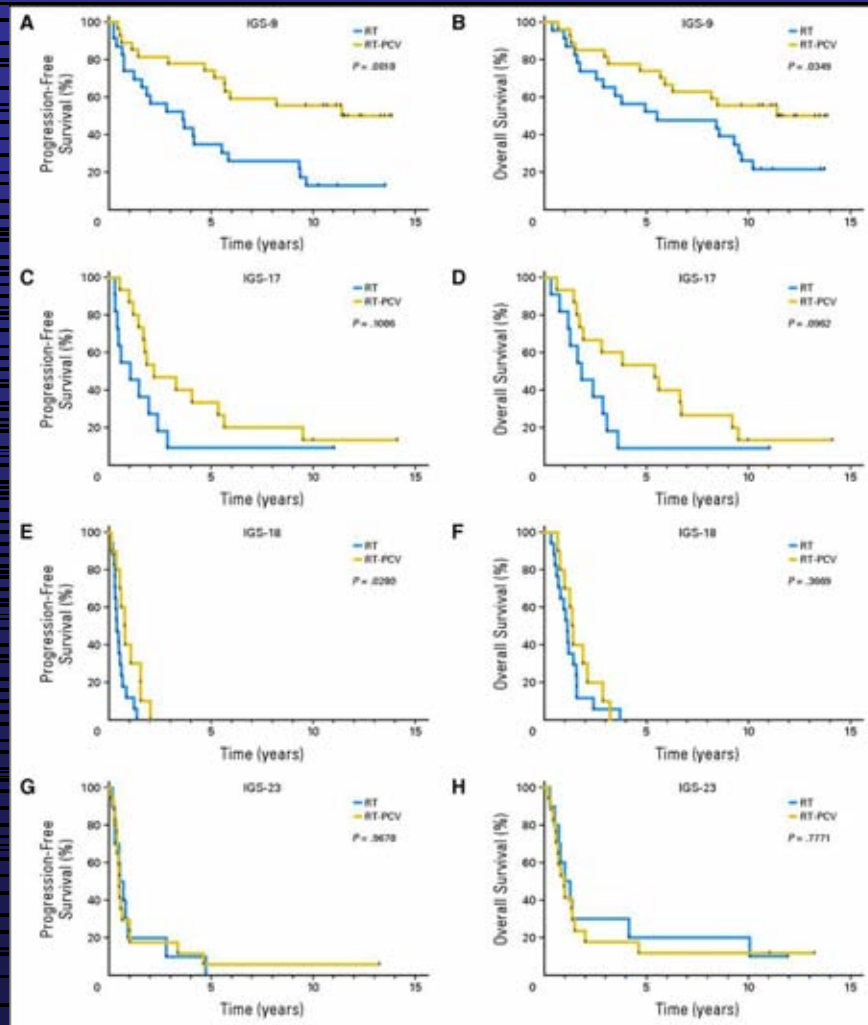 A
IGS-9
RT
RT-PCV
P = .0018
Progression-Free
Survival (%)
100
80
60
40
20
0
5
10
15
Time (years)
B
IGS-9
RT
RT-PCV
P = .0349
Overall Survival (%)
100
80
60
40
20
0
5
10
15
Time (years)
C
IGS-17
RT
RT-PCV
P = .1086
Progression-Free
Survival (%)
100
80
60
40
20
0
5
10
15
Time (years)
D
IGS-17
RT
RT-PCV
P = .0962
Overall Survival (%)
100
80
60
40
20
0
5
10
15
Time (years)
E
IGS-18
RT
RT-PCV
P = .0280
Progression-Free
Survival (%)
100
80
60
40
20
0
5
10
15
Time (years)
F
IGS-18
RT
RT-PCV
P = .3669
Overall Survival (%)
100
80
60
40
20
0
5
10
15
Time (years)
G
IGS-23
RT
RT-PCV
P = .9678
Progression-Free
Survival (%)
100
80
60
40
20
0
5
10
15
Time (years)
H
IGS-23
RT
RT-PCV
P = .7771
Overall Survival (%)
100
80
60
40
20
0
5
10
15
Time (years)